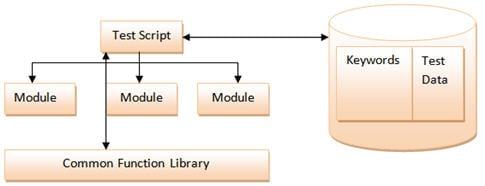 Test Script
Keywords
Test
Data
Module
Module
Module
Common Function Library